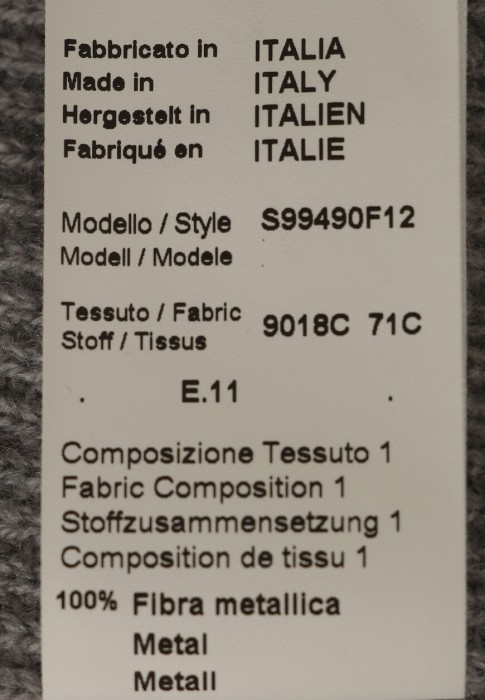 Fabbricato in ITALIA
Made in ITALY
Hergestelt in ITALIEN
Fabriqué en ITALIE
Modello / Style S99490F12
Modell / Modele
Tessuto / Fabric 9018C 71C
Stoff / Tissus
. E.11 .
Composizione Tessuto 1
Fabric Composition 1
Stoffzusammensetzung 1
Composition de tissu 1
100% Fibra metallica
Metal
Metall